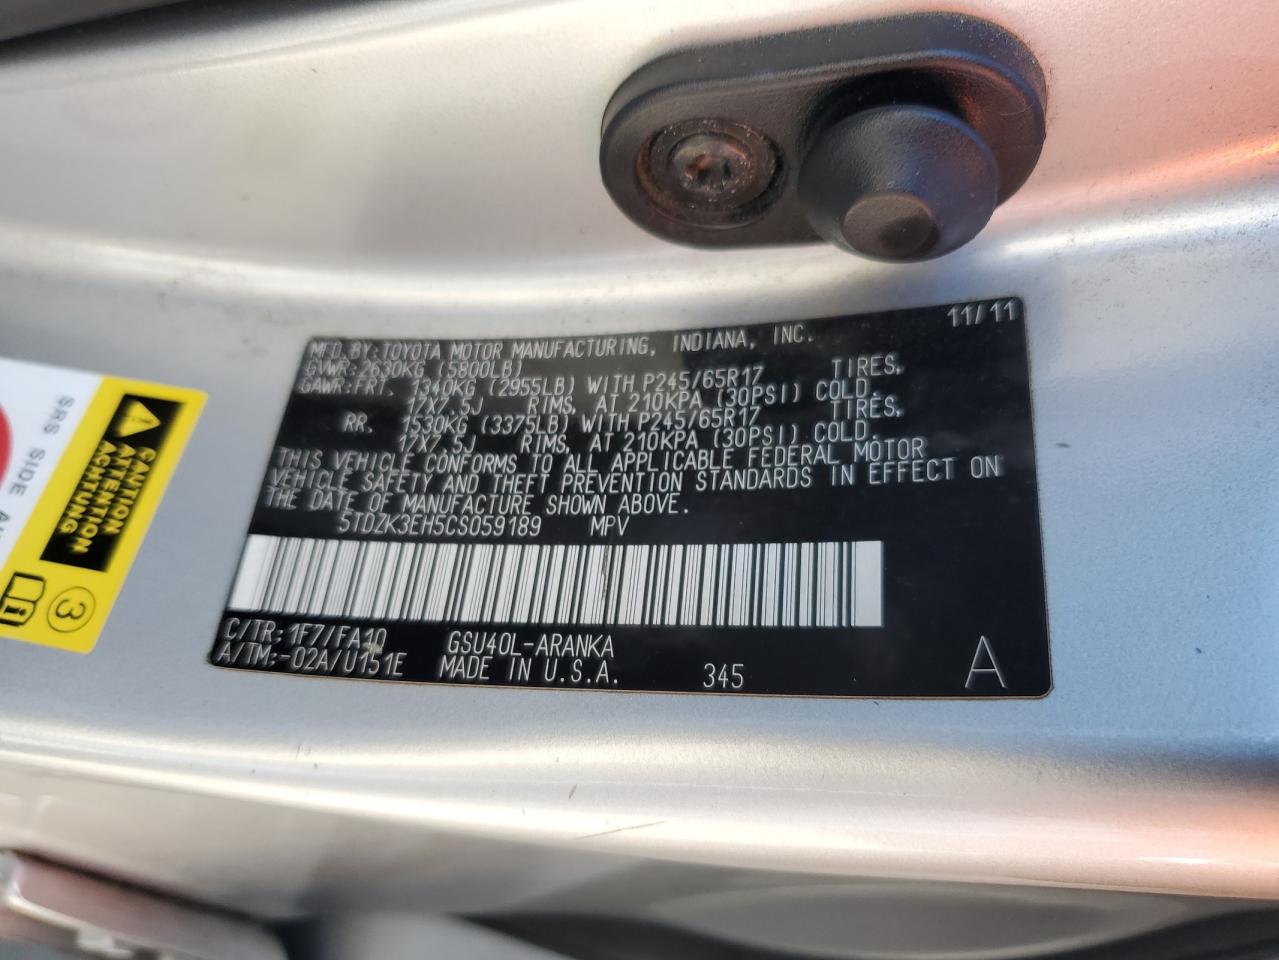 11/11
MFD. BY: TOYOTA MOTOR MANUFACTURING, INDIANA, INC.
GVWR: 2630KG (5800LB)
GAWR: FRT. 1340KG (2955LB) WITH P245/65R17 TIRES,
17X7.5J RIMS, AT 210KPA (30PSI) COLD.
RR. 1530KG (3375LB) WITH P245/65R17 TIRES,
17X7.5J RIMS, AT 210KPA (30PSI) COLD.
THIS VEHICLE CONFORMS TO ALL APPLICABLE FEDERAL MOTOR
VEHICLE SAFETY AND THEFT PREVENTION STANDARDS IN EFFECT ON
THE DATE OF MANUFACTURE SHOWN ABOVE.
5TDZK3EH5CS059189 MPV
C/TR: 1F7/FA10 GSU40L-ARANKA
A/TM: -02A/U151E MADE IN U.S.A. 345 A
SRS SIDE
CAUTION
ATTENTION
ACHTUNG
3